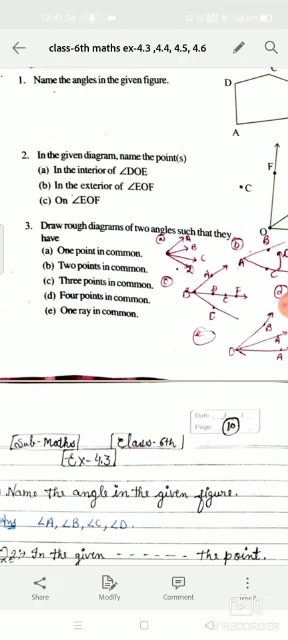 12:41:54
class-6th maths ex-4.3 ,4.4, 4.5, 4.6
1. Name the angles in the given figure.
D
A
2. In the given diagram, name the point(s)
(a) In the interior of ∠DOE
(b) In the exterior of ∠EOF
(c) On ∠EOF
F
C
O
3. Draw rough diagrams of two angles such that they
have
(a) One point in common.
(b) Two points in common.
(c) Three points in common.
(d) Four points in common.
(e) One ray in common.
Date
Page 10
Sub-Maths Class-6th
Ex-4.3
Name the angle in the given figure.
Ans ∠A, ∠B, ∠C, ∠D.
In the given ------- the point.
Share Modify Comment